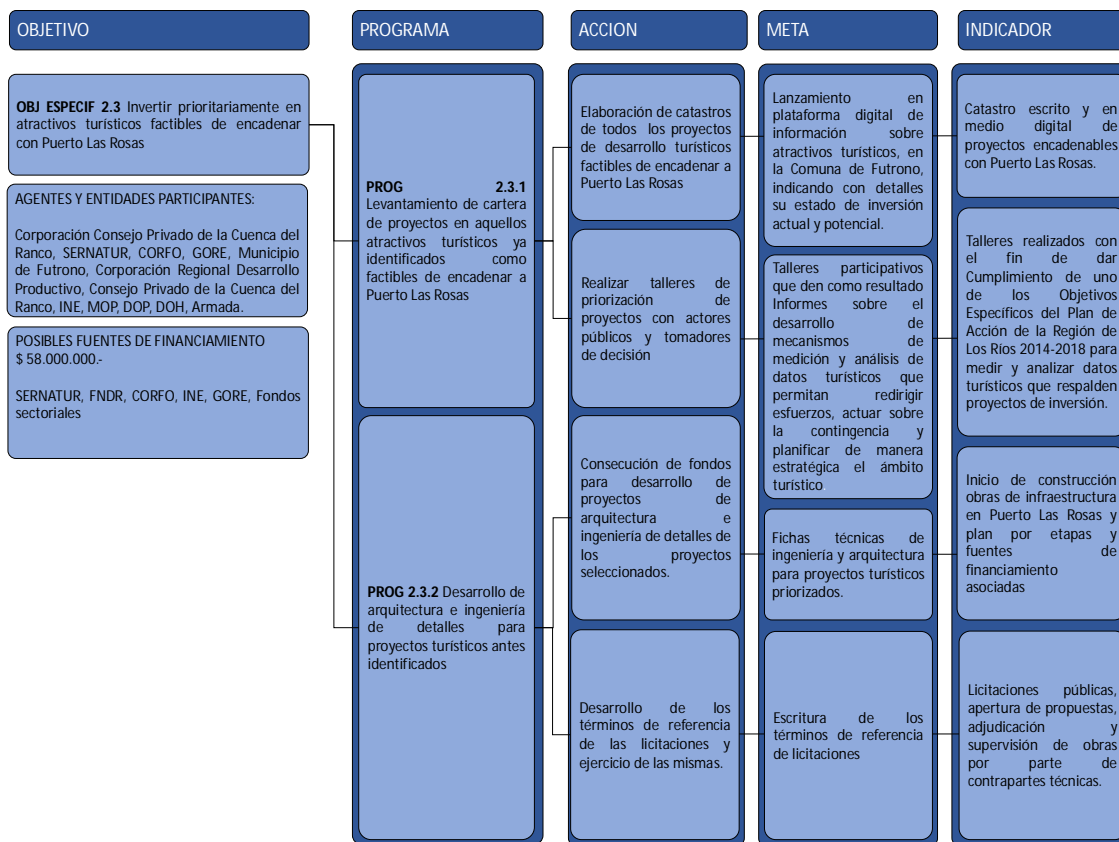 OBJETIVO
PROGRAMA
ACCION
META
INDICADOR
OBJ ESPECIF 2.3 Invertir prioritariamente en
atractivos turísticos factibles de encadenar
con Puerto Las Rosas
AGENTES Y ENTIDADES PARTICIPANTES:
Corporación Consejo Privado de la Cuenca del
Ranco, SERNATUR, CORFO, GORE, Municipio
de Futrono, Corporación Regional Desarrollo
Productivo, Consejo Privado de la Cuenca del
Ranco, INE, MOP, DOP, DOH, Armada.
POSIBLES FUENTES DE FINANCIAMIENTO
$ 58.000.000.-
SERNATUR, FNDR, CORFO, INE, GORE, Fondos
sectoriales
PROG 2.3.1
Levantamiento de cartera
de proyectos en aquellos
atractivos turísticos ya
identificados como
factibles de encadenar a
Puerto Las Rosas
PROG 2.3.2 Desarrollo de
arquitectura e ingeniería
de detalles para
proyectos turísticos antes
identificados
Elaboración de catastros
de todos los proyectos
de desarrollo turísticos
factibles de encadenar a
Puerto Las Rosas
Realizar talleres de
priorización de
proyectos con actores
públicos y tomadores
de decisión
Consecución de fondos
para desarrollo de
proyectos de
arquitectura e
ingeniería de detalles de
los proyectos
seleccionados.
Desarrollo de los
términos de referencia
de las licitaciones y
ejercicio de las mismas.
Lanzamiento en
plataforma digital de
información sobre
atractivos turísticos, en
la Comuna de Futrono,
indicando con detalles
su estado de inversión
actual y potencial.
Talleres participativos
que den como resultado
Informes sobre el
desarrollo de
mecanismos de
medición y análisis de
datos turísticos que
permitan redirigir
esfuerzos, actuar sobre
la contingencia y
planificar de manera
estratégica el ámbito
turístico.
Fichas técnicas de
ingeniería y arquitectura
para proyectos turísticos
priorizados.
Escritura de los
términos de referencia
de licitaciones
Catastro escrito y en
medio digital de
proyectos encadenables
con Puerto Las Rosas.
Talleres realizados con
el fin de dar
Cumplimiento de uno
de los Objetivos
Específicos del Plan de
Acción de la Región de
Los Ríos 2014-2018 para
medir y analizar datos
turísticos que respalden
proyectos de inversión.
Inicio de construcción
obras de infraestructura
en Puerto Las Rosas y
plan por etapas y
fuentes de
financiamiento
asociadas
Licitaciones públicas,
apertura de propuestas,
adjudicación y
supervisión de obras
por parte de
contrapartes técnicas.